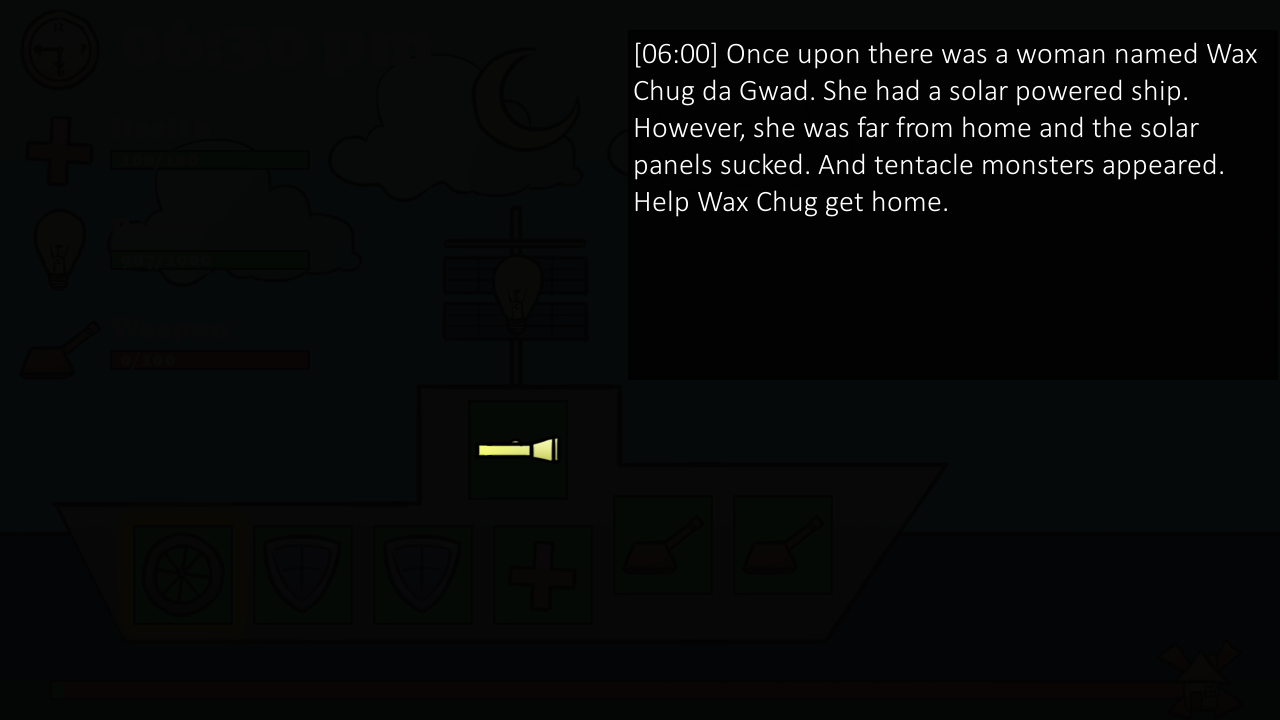 [06:00] Once upon there was a woman named Wax
Chug da Gwad. She had a solar powered ship.
However, she was far from home and the solar
panels sucked. And tentacle monsters appeared.
Help Wax Chug get home.